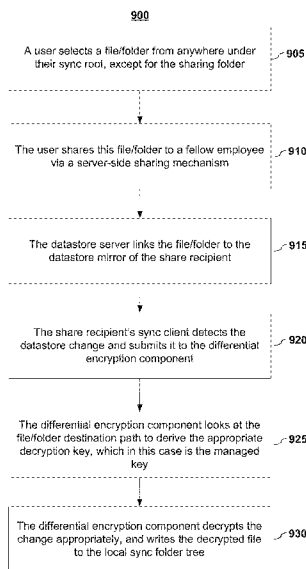 900
A user selects a file/folder from anywhere under
their sync root, except for the sharing folder
905
The user shares this file/folder to a fellow employee
via a server-side sharing mechanism
910
The datastore server links the file/folder to the
datastore mirror of the share recipient
915
The share recipient's sync client detects the
datastore change and submits it to the differential
encryption component
920
The differential encryption component looks at the
file/folder destination path to derive the appropriate
decryption key, which in this case is the managed
key
925
The differential encryption component decrypts the
change appropriately, and writes the decrypted file
to the local sync folder tree
930